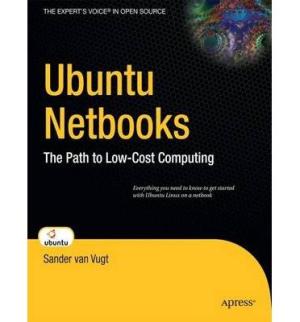 THE EXPERT'S VOICE® IN OPEN SOURCE
Ubuntu
Netbooks
The Path to Low-Cost Computing
Everything you need to know to get started
with Ubuntu Linux on a netbook
ubuntu
Sander van Vugt
Apress®